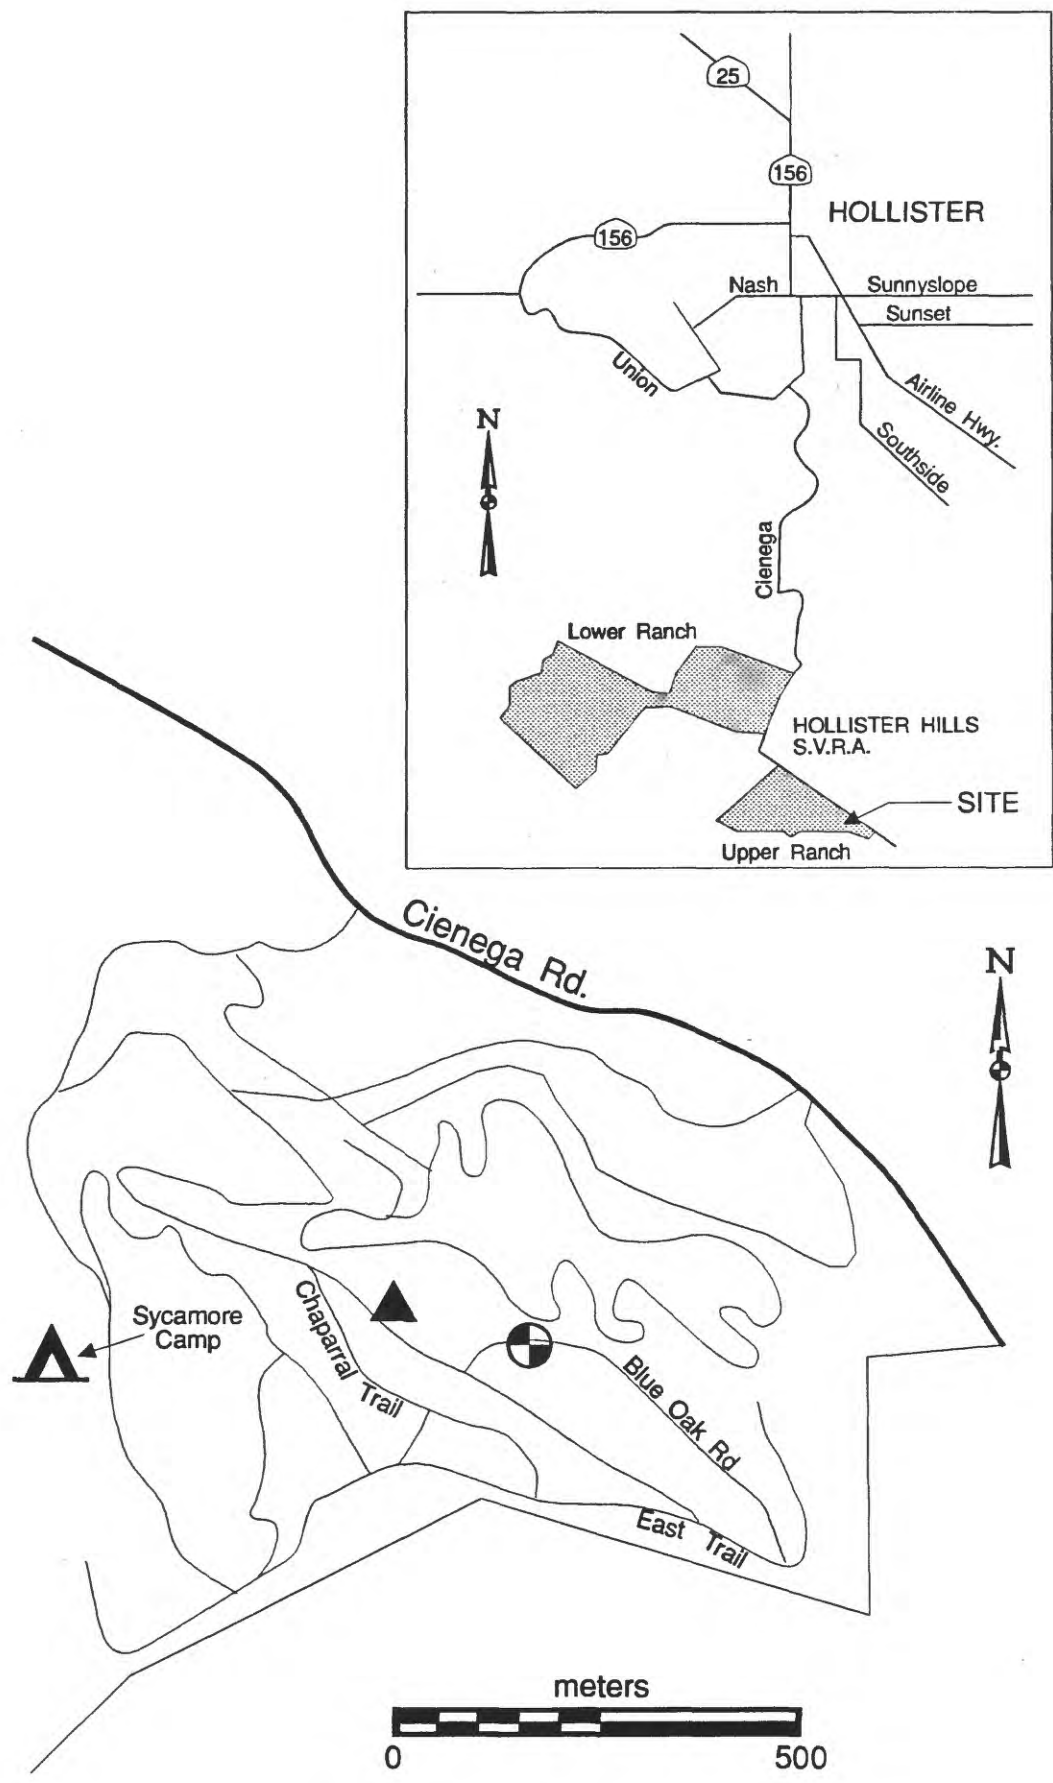 25
156
HOLLISTER
156
Nash
Sunnyslope
Sunset
Union
Airline Hwy.
Southside
N
Cienega
Lower Ranch
HOLLISTER HILLS
S.V.R.A.
SITE
Upper Ranch
Cienega Rd.
N
Sycamore
Camp
Chaparral Trail
Blue Oak Rd
East Trail
meters
0
500